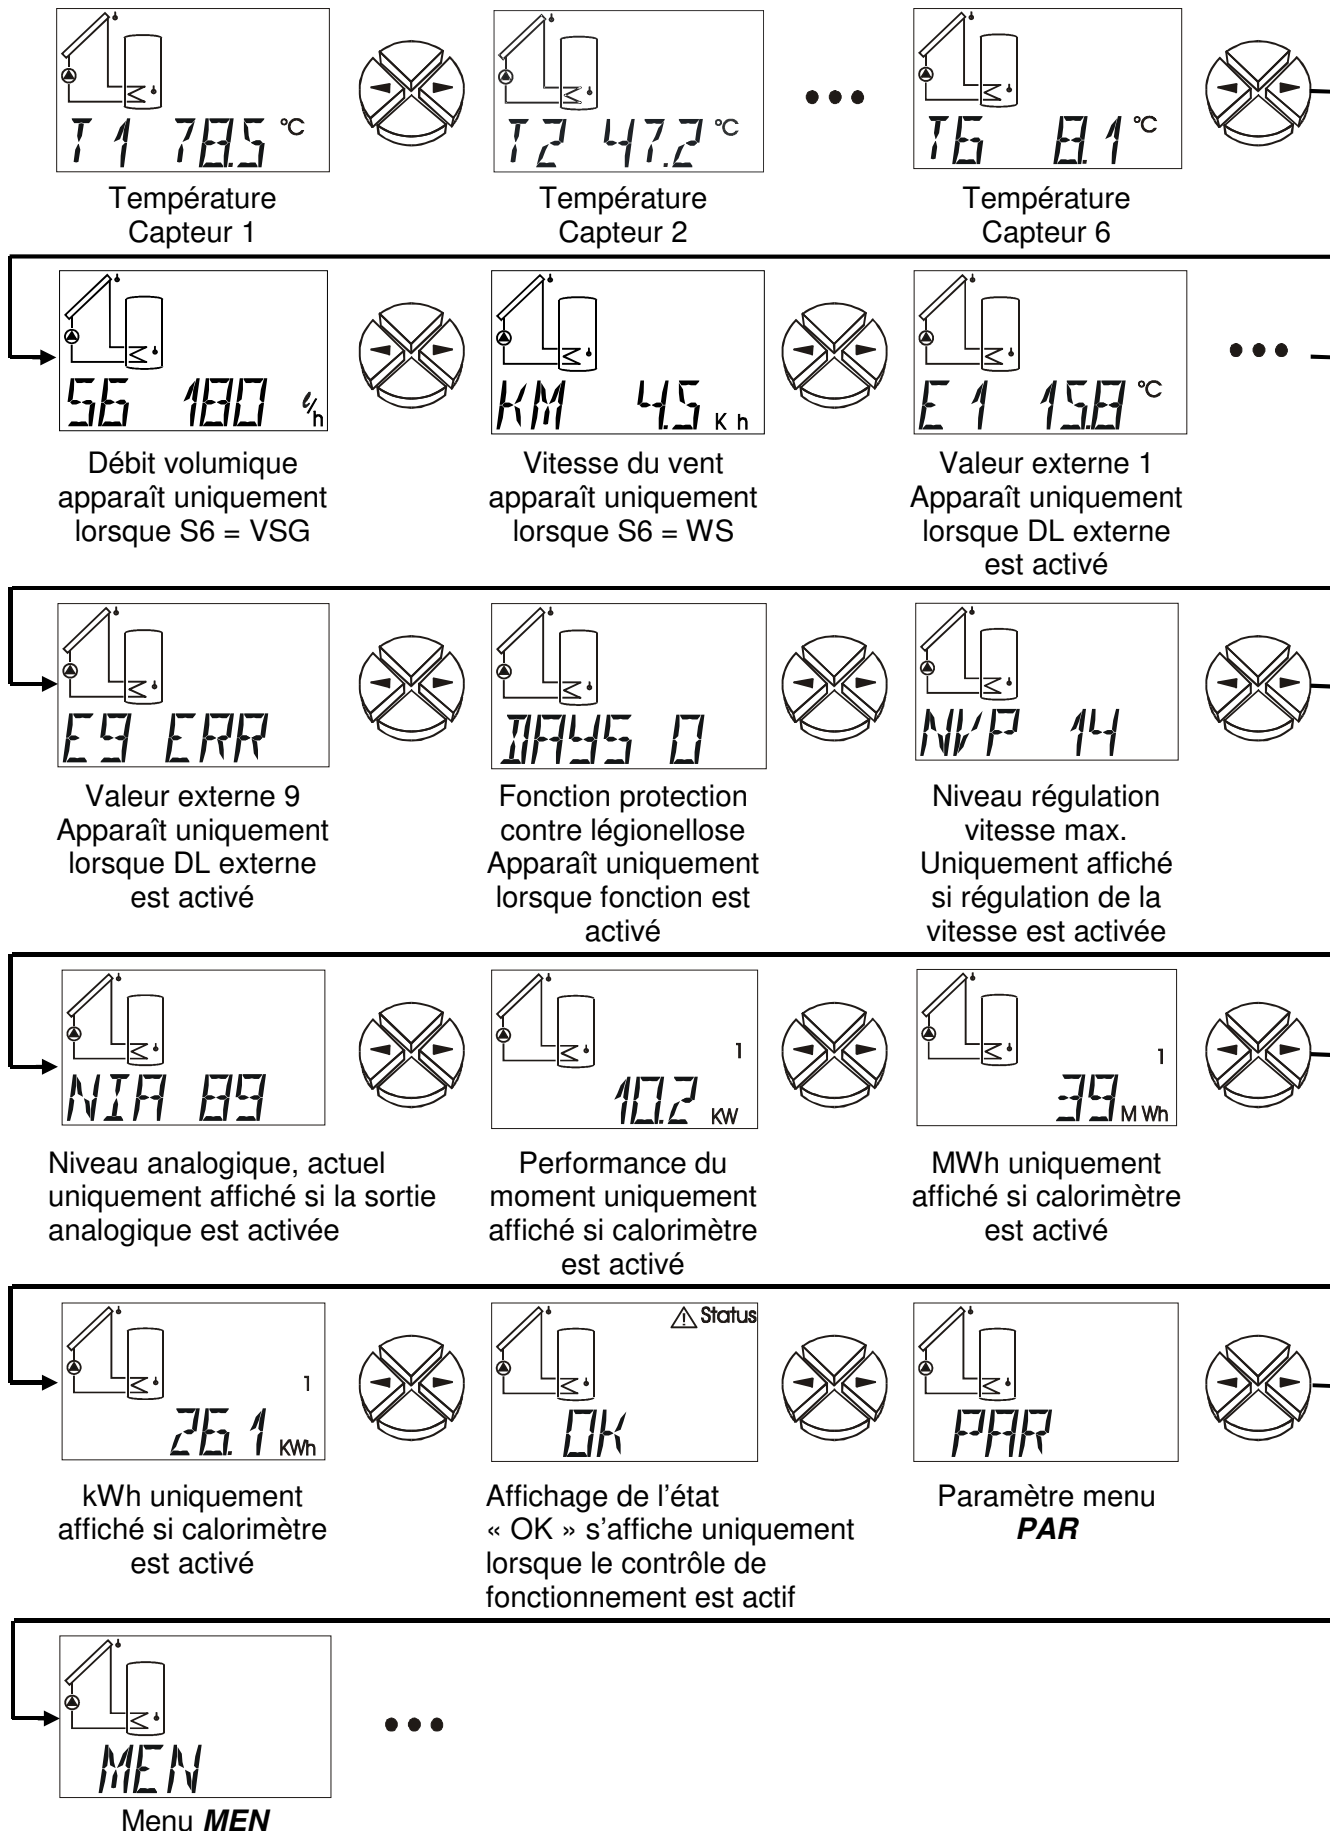 T1 78.5 °C
T2 47.2 °C
T6 8.1 °C
Température
Capteur 1
Température
Capteur 2
Température
Capteur 6
S6 180 ℓ/h
KM 4.5 K h
E1 15.8 °C
Débit volumique
apparaît uniquement
lorsque S6 = VSG
Vitesse du vent
apparaît uniquement
lorsque S6 = WS
Valeur externe 1
Apparaît uniquement
lorsque DL externe
est activé
E9 ERR
DAYS 0
NVP 14
Valeur externe 9
Apparaît uniquement
lorsque DL externe
est activé
Fonction protection
contre légionellose
Apparaît uniquement
lorsque fonction est
activé
Niveau régulation
vitesse max.
Uniquement affiché
si régulation de la
vitesse est activée
NIA 89
1
10.2 KW
1
39 M Wh
Niveau analogique, actuel
uniquement affiché si la sortie
analogique est activée
Performance du
moment uniquement
affiché si calorimètre
est activé
MWh uniquement
affiché si calorimètre
est activé
1
26.1 KWh
Status
OK
PAR
kWh uniquement
affiché si calorimètre
est activé
Affichage de l’état
« OK » s’affiche uniquement
lorsque le contrôle de
fonctionnement est actif
Paramètre menu
PAR
MEN
Menu MEN